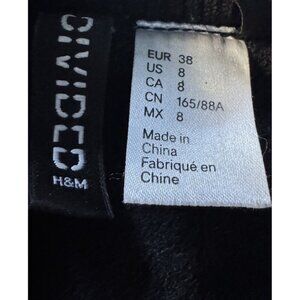 DIVIDED
H&M
EUR 38
US 8
CA 8
CN 165/88A
MX 8
Made in
China
Fabriqué en
Chine